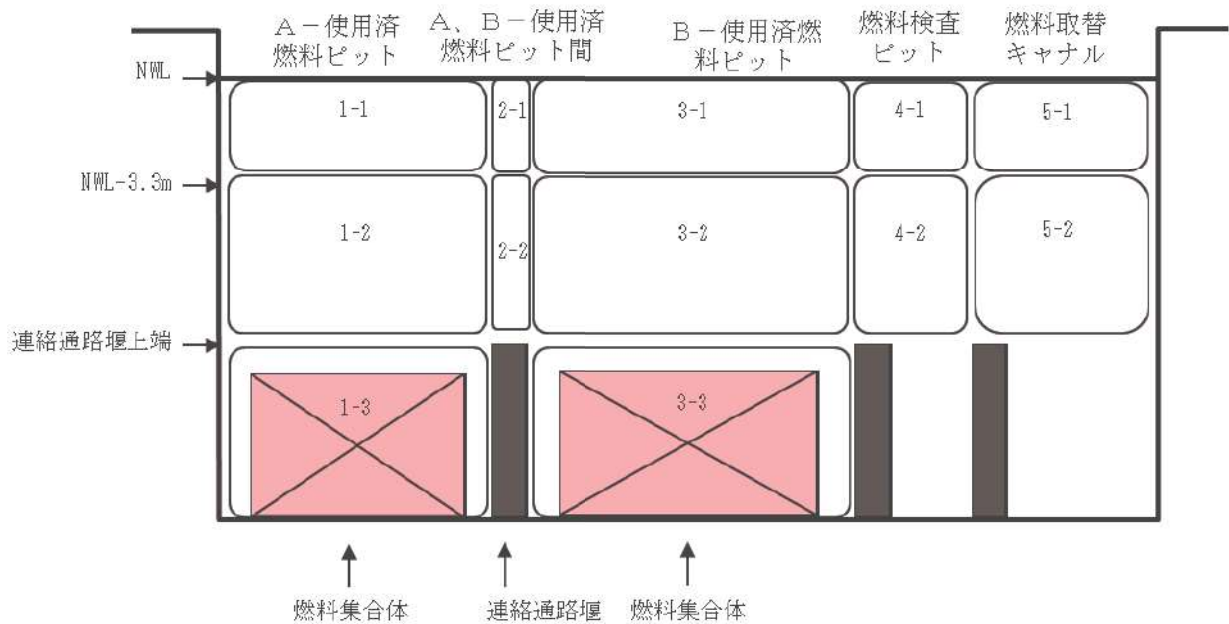 A－使用済
燃料ピット
A、B－使用済
燃料ピット間
B－使用済燃
料ピット
燃料検査
ピット
燃料取替
キャナル
NWL
1-1
2-1
3-1
4-1
5-1
NWL-3.3m
1-2
2-2
3-2
4-2
5-2
連絡通路堰上端
1-3
3-3
燃料集合体
連絡通路堰
燃料集合体